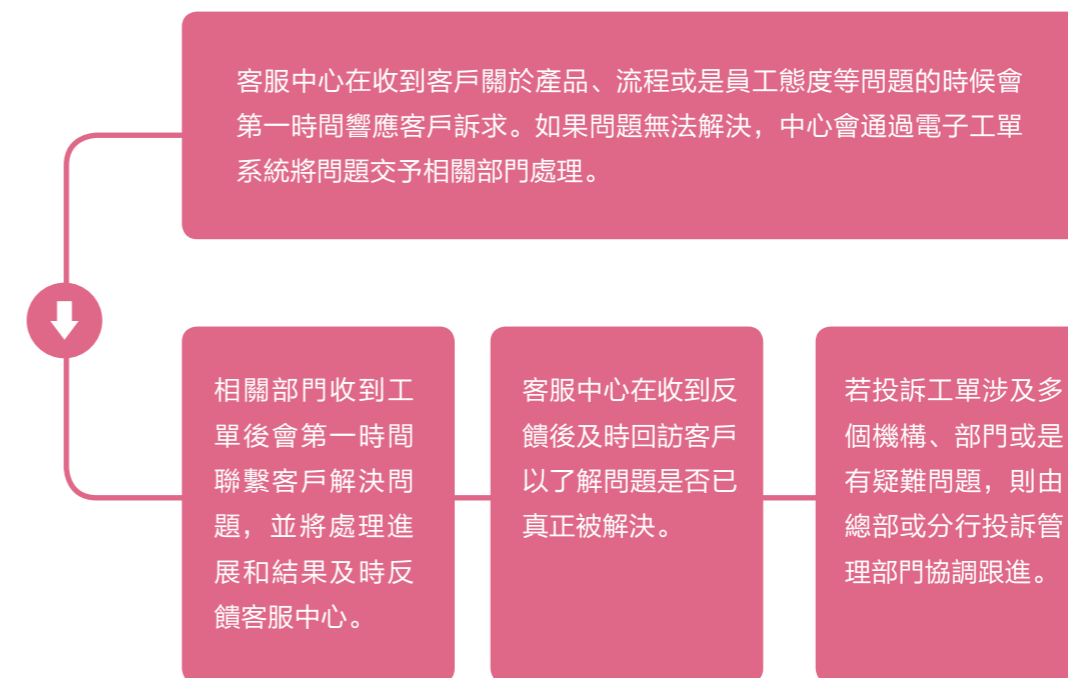 客服中心在收到客戶關於產品、流程或是員工態度等問題的時候會
第一時間響應客戶訴求。如果問題無法解決，中心會通過電子工單
系統將問題交予相關部門處理。
相關部門收到工
單後會第一時間
聯繫客戶解決問
題，並將處理進
展和結果及時反
饋客服中心。
客服中心在收到反
饋後及時回訪客戶
以了解問題是否已
真正被解決。
若投訴工單涉及多
個機構、部門或是
有疑難問題，則由
總部或分行投訴管
理部門協調跟進。